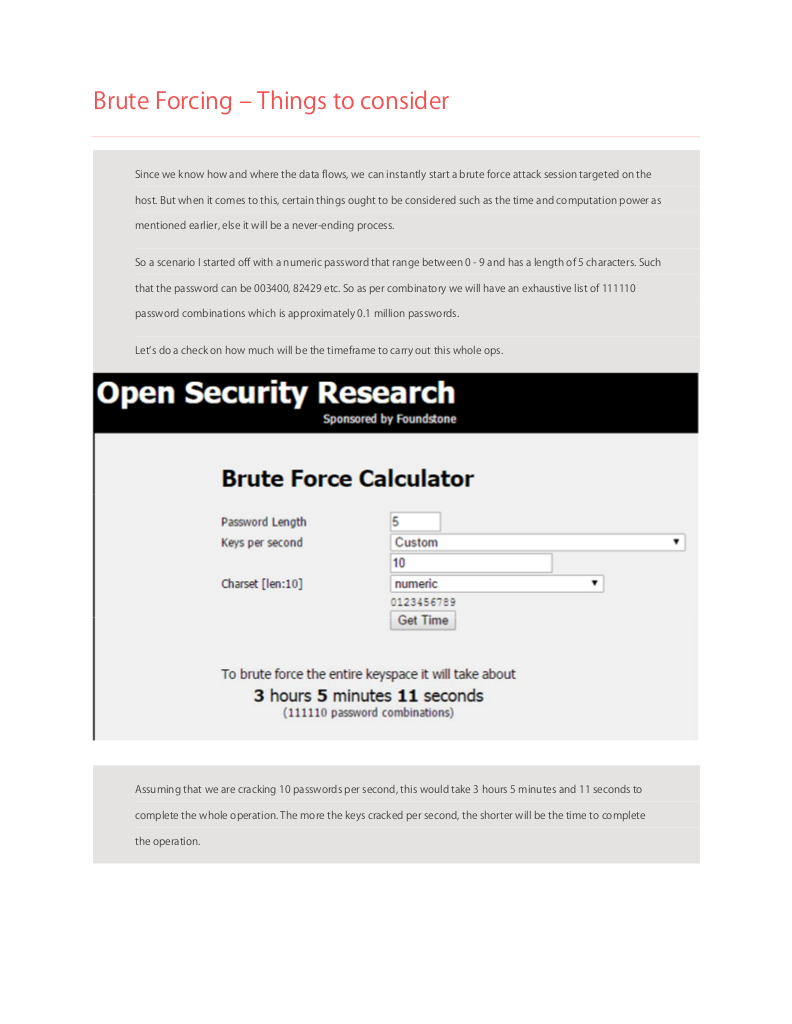 Brute Forcing – Things to consider
Since we know how and where the data flows, we can instantly start a brute force attack session targeted on the
host. But when it comes to this, certain things ought to be considered such as the time and computation power as
mentioned earlier, else it will be a never-ending process.
So a scenario I started off with a numeric password that range between 0 - 9 and has a length of 5 characters. Such
that the password can be 003400, 82429 etc. So as per combinatory we will have an exhaustive list of 111110
password combinations which is approximately 0.1 million passwords.
Let's do a check on how much will be the timeframe to carry out this whole ops.
Open Security Research
Sponsored by Foundstone
Brute Force Calculator
Password Length 5
Keys per second Custom
10
Charset [len:10] numeric
0123456789
Get Time
To brute force the entire keyspace it will take about
3 hours 5 minutes 11 seconds
(111110 password combinations)
Assuming that we are cracking 10 passwords per second, this would take 3 hours 5 minutes and 11 seconds to
complete the whole operation. The more the keys cracked per second, the shorter will be the time to complete
the operation.